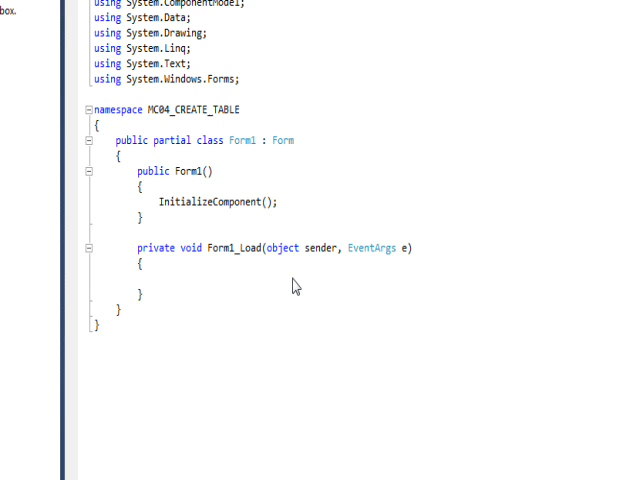 box.
using System.ComponentModel;
using System.Data;
using System.Drawing;
using System.Linq;
using System.Text;
using System.Windows.Forms;
namespace MC04_CREATE_TABLE
{
public partial class Form1 : Form
{
public Form1()
{
InitializeComponent();
}
private void Form1_Load(object sender, EventArgs e)
{
}
}
}